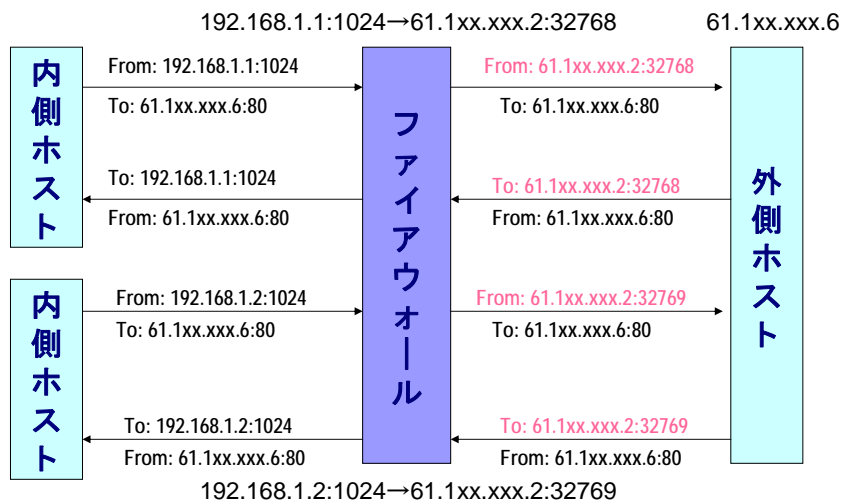 192.168.1.1:1024→61.1xx.xxx.2:32768
61.1xx.xxx.6
内側ホスト
From: 192.168.1.1:1024
To: 61.1xx.xxx.6:80
To: 192.168.1.1:1024
From: 61.1xx.xxx.6:80
内側ホスト
From: 192.168.1.2:1024
To: 61.1xx.xxx.6:80
To: 192.168.1.2:1024
From: 61.1xx.xxx.6:80
ファイアウォール
From: 61.1xx.xxx.2:32768
To: 61.1xx.xxx.6:80
To: 61.1xx.xxx.2:32768
From: 61.1xx.xxx.6:80
From: 61.1xx.xxx.2:32769
To: 61.1xx.xxx.6:80
To: 61.1xx.xxx.2:32769
From: 61.1xx.xxx.6:80
外側ホスト
192.168.1.2:1024→61.1xx.xxx.2:32769